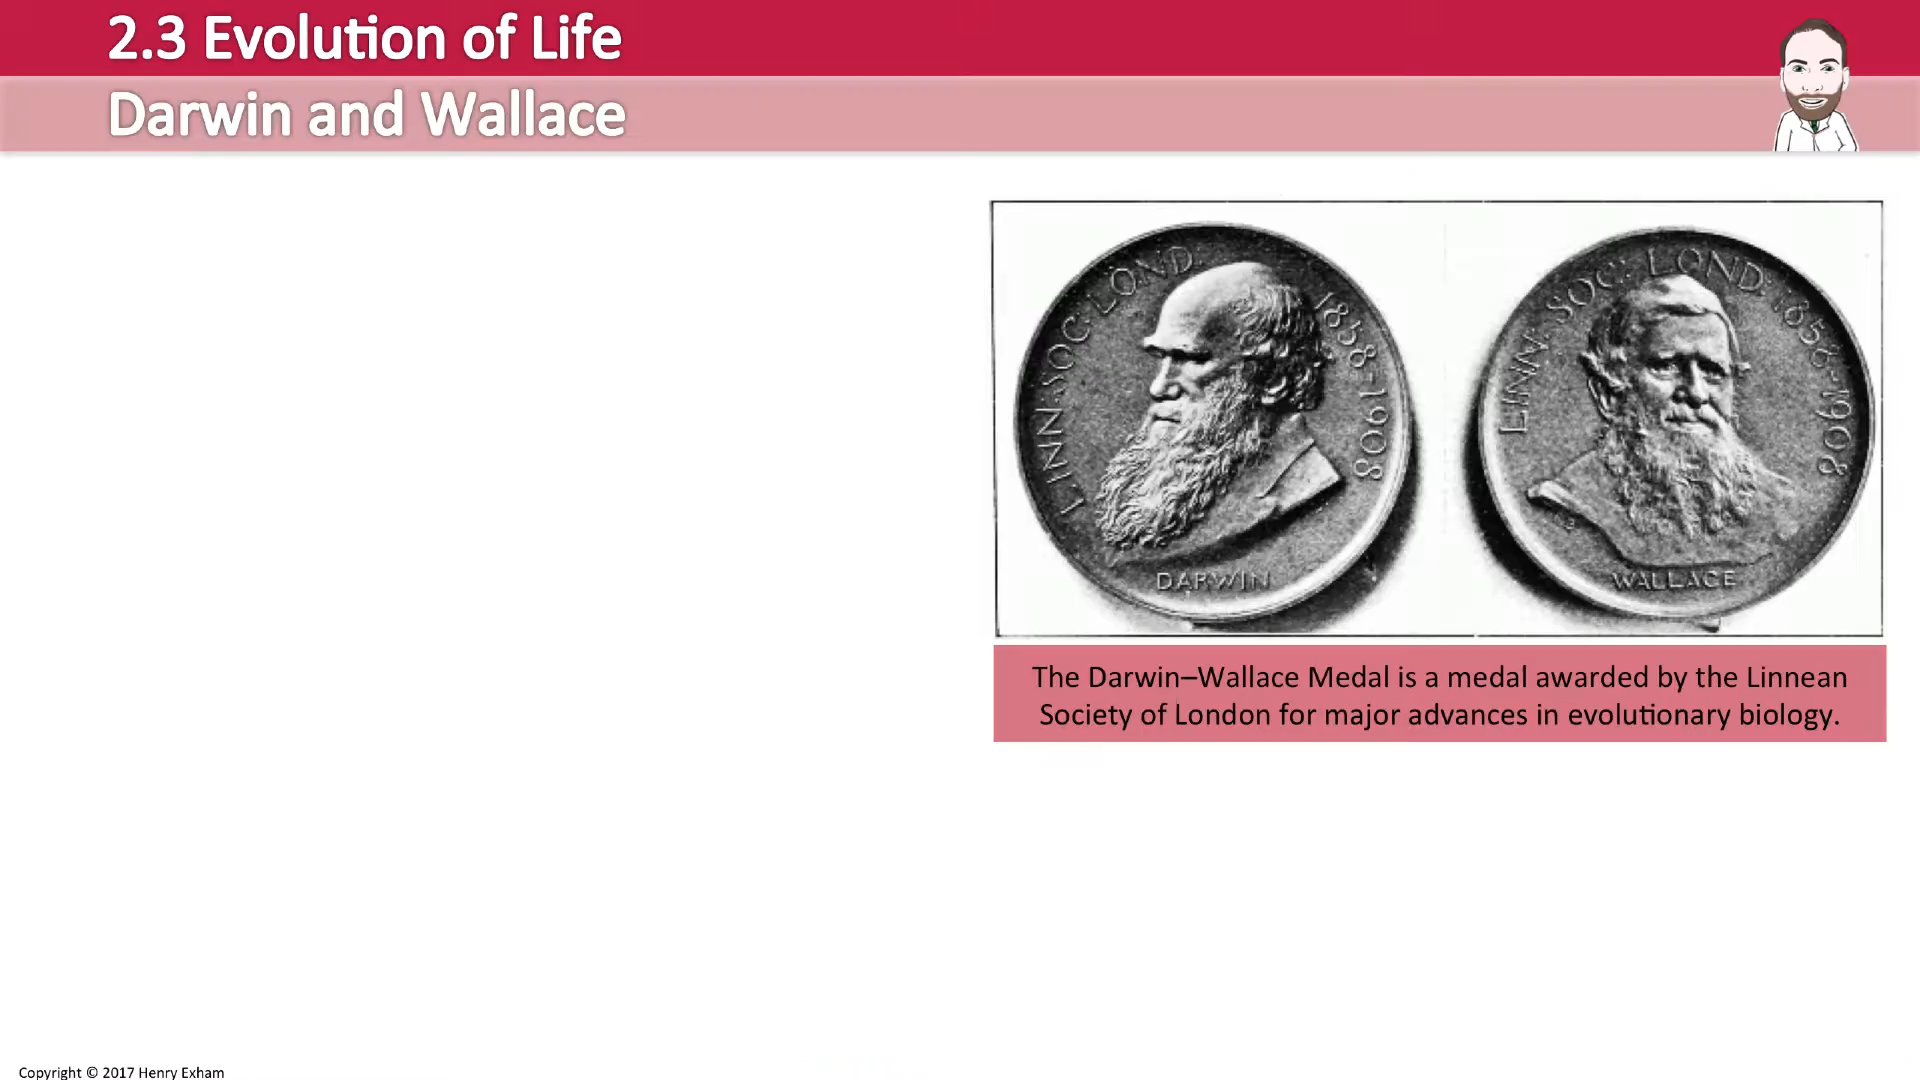 2.3 Evolution of Life
Darwin and Wallace
LINN·SOC·LOND·
1858-1908
DARWIN
LINN. SOC: LOND:
1858-1908
WALLACE
The Darwin–Wallace Medal is a medal awarded by the Linnean
Society of London for major advances in evolutionary biology.
Copyright © 2017 Henry Exham